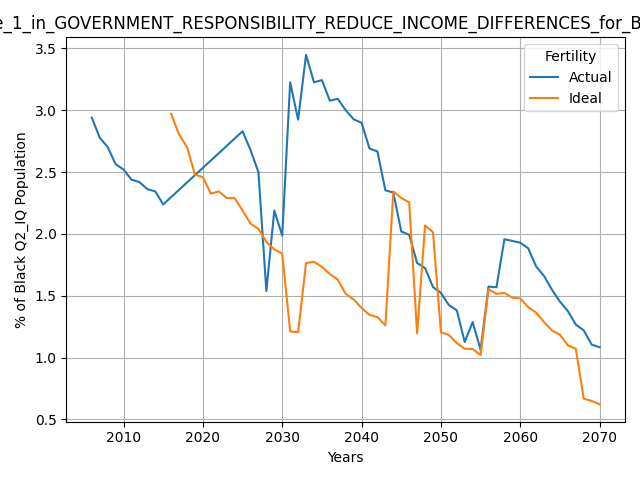 e_1_in_GOVERNMENT_RESPONSIBILITY_REDUCE_INCOME_DIFFERENCES_for_B
Fertility
Actual
Ideal
% of Black Q2_IQ Population
3.5
3.0
2.5
2.0
1.5
1.0
0.5
2010 2020 2030 2040 2050 2060 2070
Years